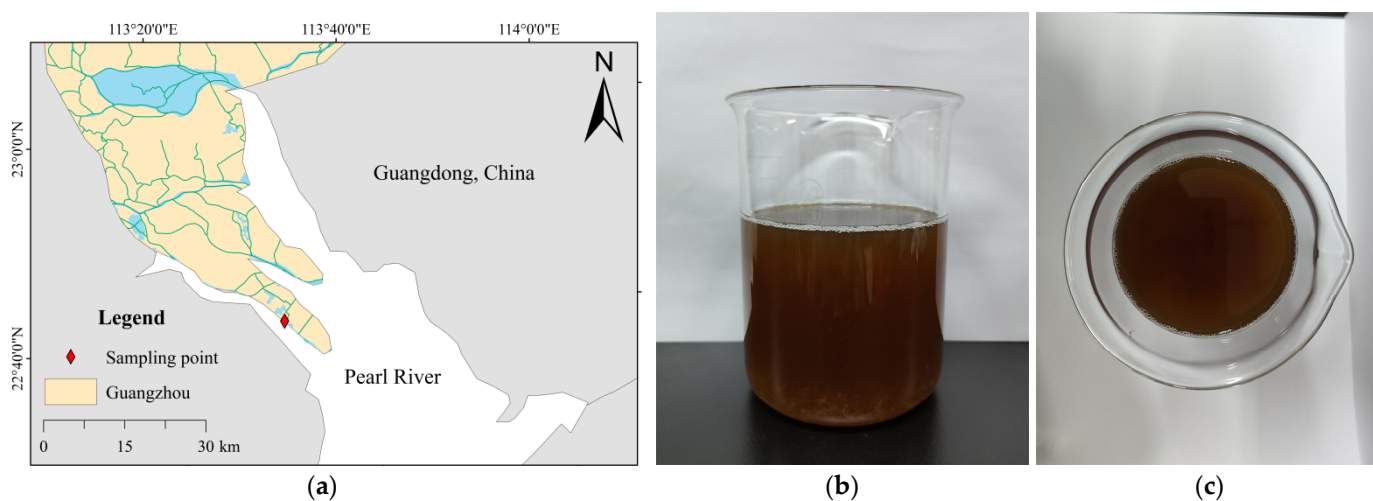 113°20'0"E 113°40'0"E 114°0'0"E
N
23°0'0"N
Guangdong, China
Legend
Sampling point
22°40'0"N
Pearl River
Guangzhou
0 15 30 km
(a) (b) (c)